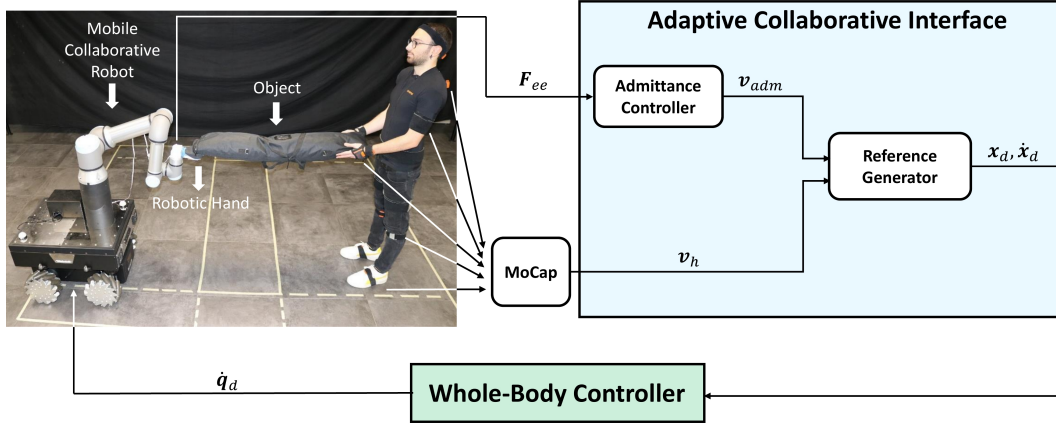 Adaptive Collaborative Interface
Mobile
Collaborative
Robot
Object
Robotic Hand
F_ee
Admittance
Controller
v_adm
Reference
Generator
x_d, ẋ_d
MoCap
v_h
q̇_d
Whole-Body Controller